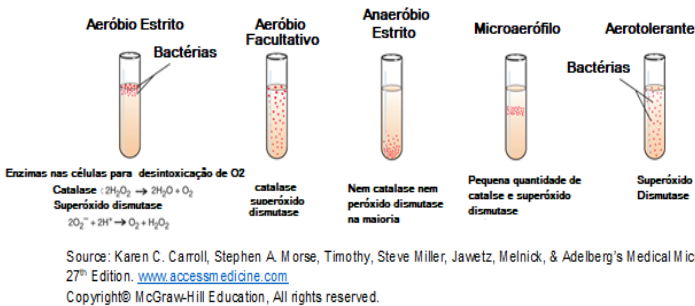 Aeróbio Estrito
Aeróbio
Facultativo
Anaeróbio
Estrito
Microaerófilo
Aerotolerante
Bactérias
Bactérias
Enzimas nas células para desintoxicação de O2
Catalase : 2H₂O₂ → 2H₂O + O₂
Superóxido dismutase
2O₂⁻ + 2H⁺ → O₂ + H₂O₂
catalase
superóxido
dismutase
Nem catalase nem
peróxido dismutase
na maioria
Pequena quantidade de
catalse e superóxido
dismutase
Superóxido
Dismutase
Source: Karen C. Carroll, Stephen A. Morse, Timothy, Steve Miller, Jawetz, Melnick, & Adelberg's Medical Mic
27th Edition. www.accessmedicine.com
Copyright© McGraw-Hill Education, All rights reserved.